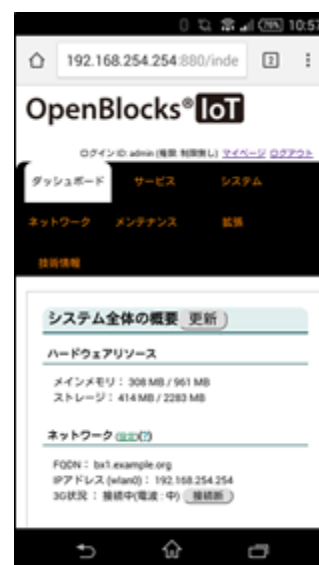 76% 10:57
192.168.254.254:880/inde 2
OpenBlocks® IoT
ログインID: admin (権限: 制限無し) マイページ ログアウト
ダッシュボード サービス システム
ネットワーク メンテナンス 拡張
技術情報
システム全体の概要 更新
ハードウェアリソース
メインメモリ： 308 MB / 961 MB
ストレージ： 414 MB / 2283 MB
ネットワーク (設定)(?)
FQDN： bx1.example.org
IPアドレス (wlan0)： 192.168.254.254
3G状況： 接続中(電波：中) 接続断